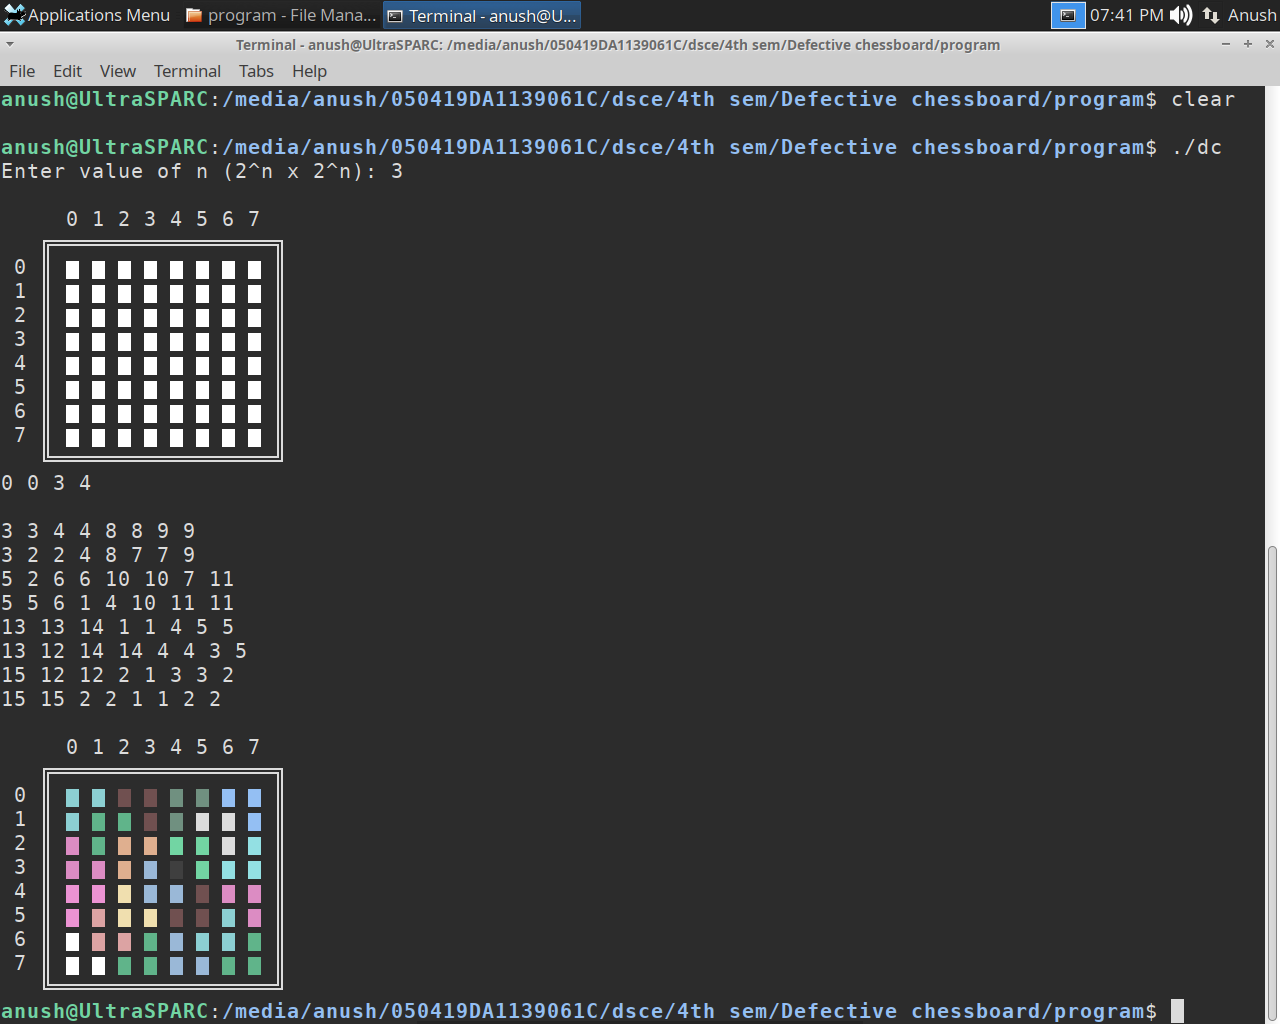 Applications Menu program - File Mana... Terminal - anush@U... 07:41 PM Anush
Terminal - anush@UltraSPARC: /media/anush/050419DA1139061C/dsce/4th sem/Defective chessboard/program
File Edit View Terminal Tabs Help
anush@UltraSPARC:/media/anush/050419DA1139061C/dsce/4th sem/Defective chessboard/program$ clear
anush@UltraSPARC:/media/anush/050419DA1139061C/dsce/4th sem/Defective chessboard/program$ ./dc
Enter value of n (2^n x 2^n): 3
0 1 2 3 4 5 6 7
0
1
2
3
4
5
6
7
0 0 3 4
3 3 4 4 8 8 9 9
3 2 2 4 8 7 7 9
5 2 6 6 10 10 7 11
5 5 6 1 4 10 11 11
13 13 14 1 1 4 5 5
13 12 14 14 4 4 3 5
15 12 12 2 1 3 3 2
15 15 2 2 1 1 2 2
0 1 2 3 4 5 6 7
0
1
2
3
4
5
6
7
anush@UltraSPARC:/media/anush/050419DA1139061C/dsce/4th sem/Defective chessboard/program$